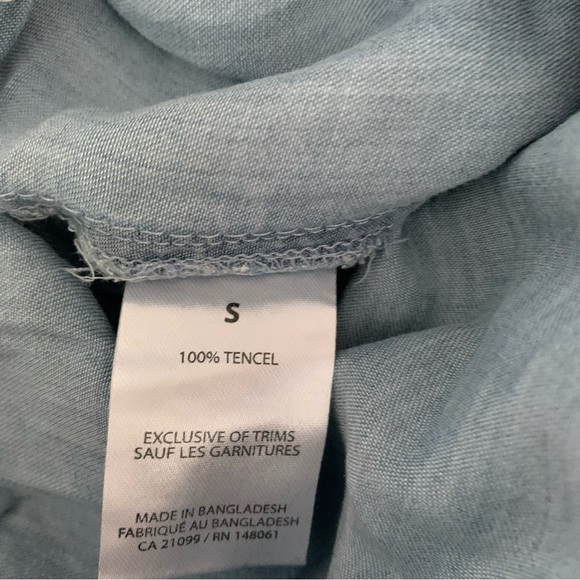 S
100% TENCEL
EXCLUSIVE OF TRIMS
SAUF LES GARNITURES
MADE IN BANGLADESH
FABRIQUÉ AU BANGLADESH
CA 21099 / RN 148061